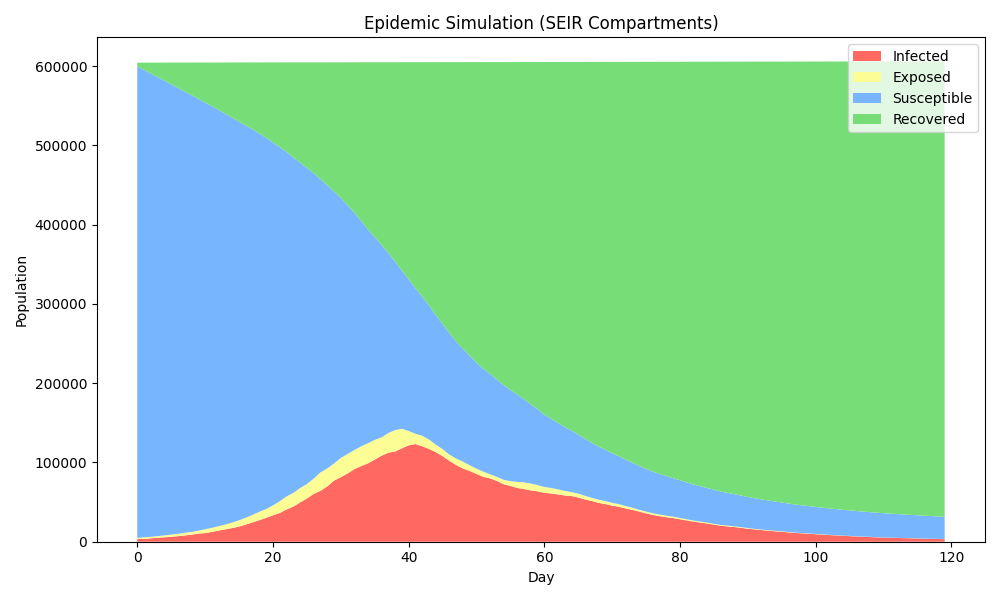 Epidemic Simulation (SEIR Compartments)
Infected
Exposed
Susceptible
Recovered
Population
600000
500000
400000
300000
200000
100000
0
0 20 40 60 80 100 120
Day